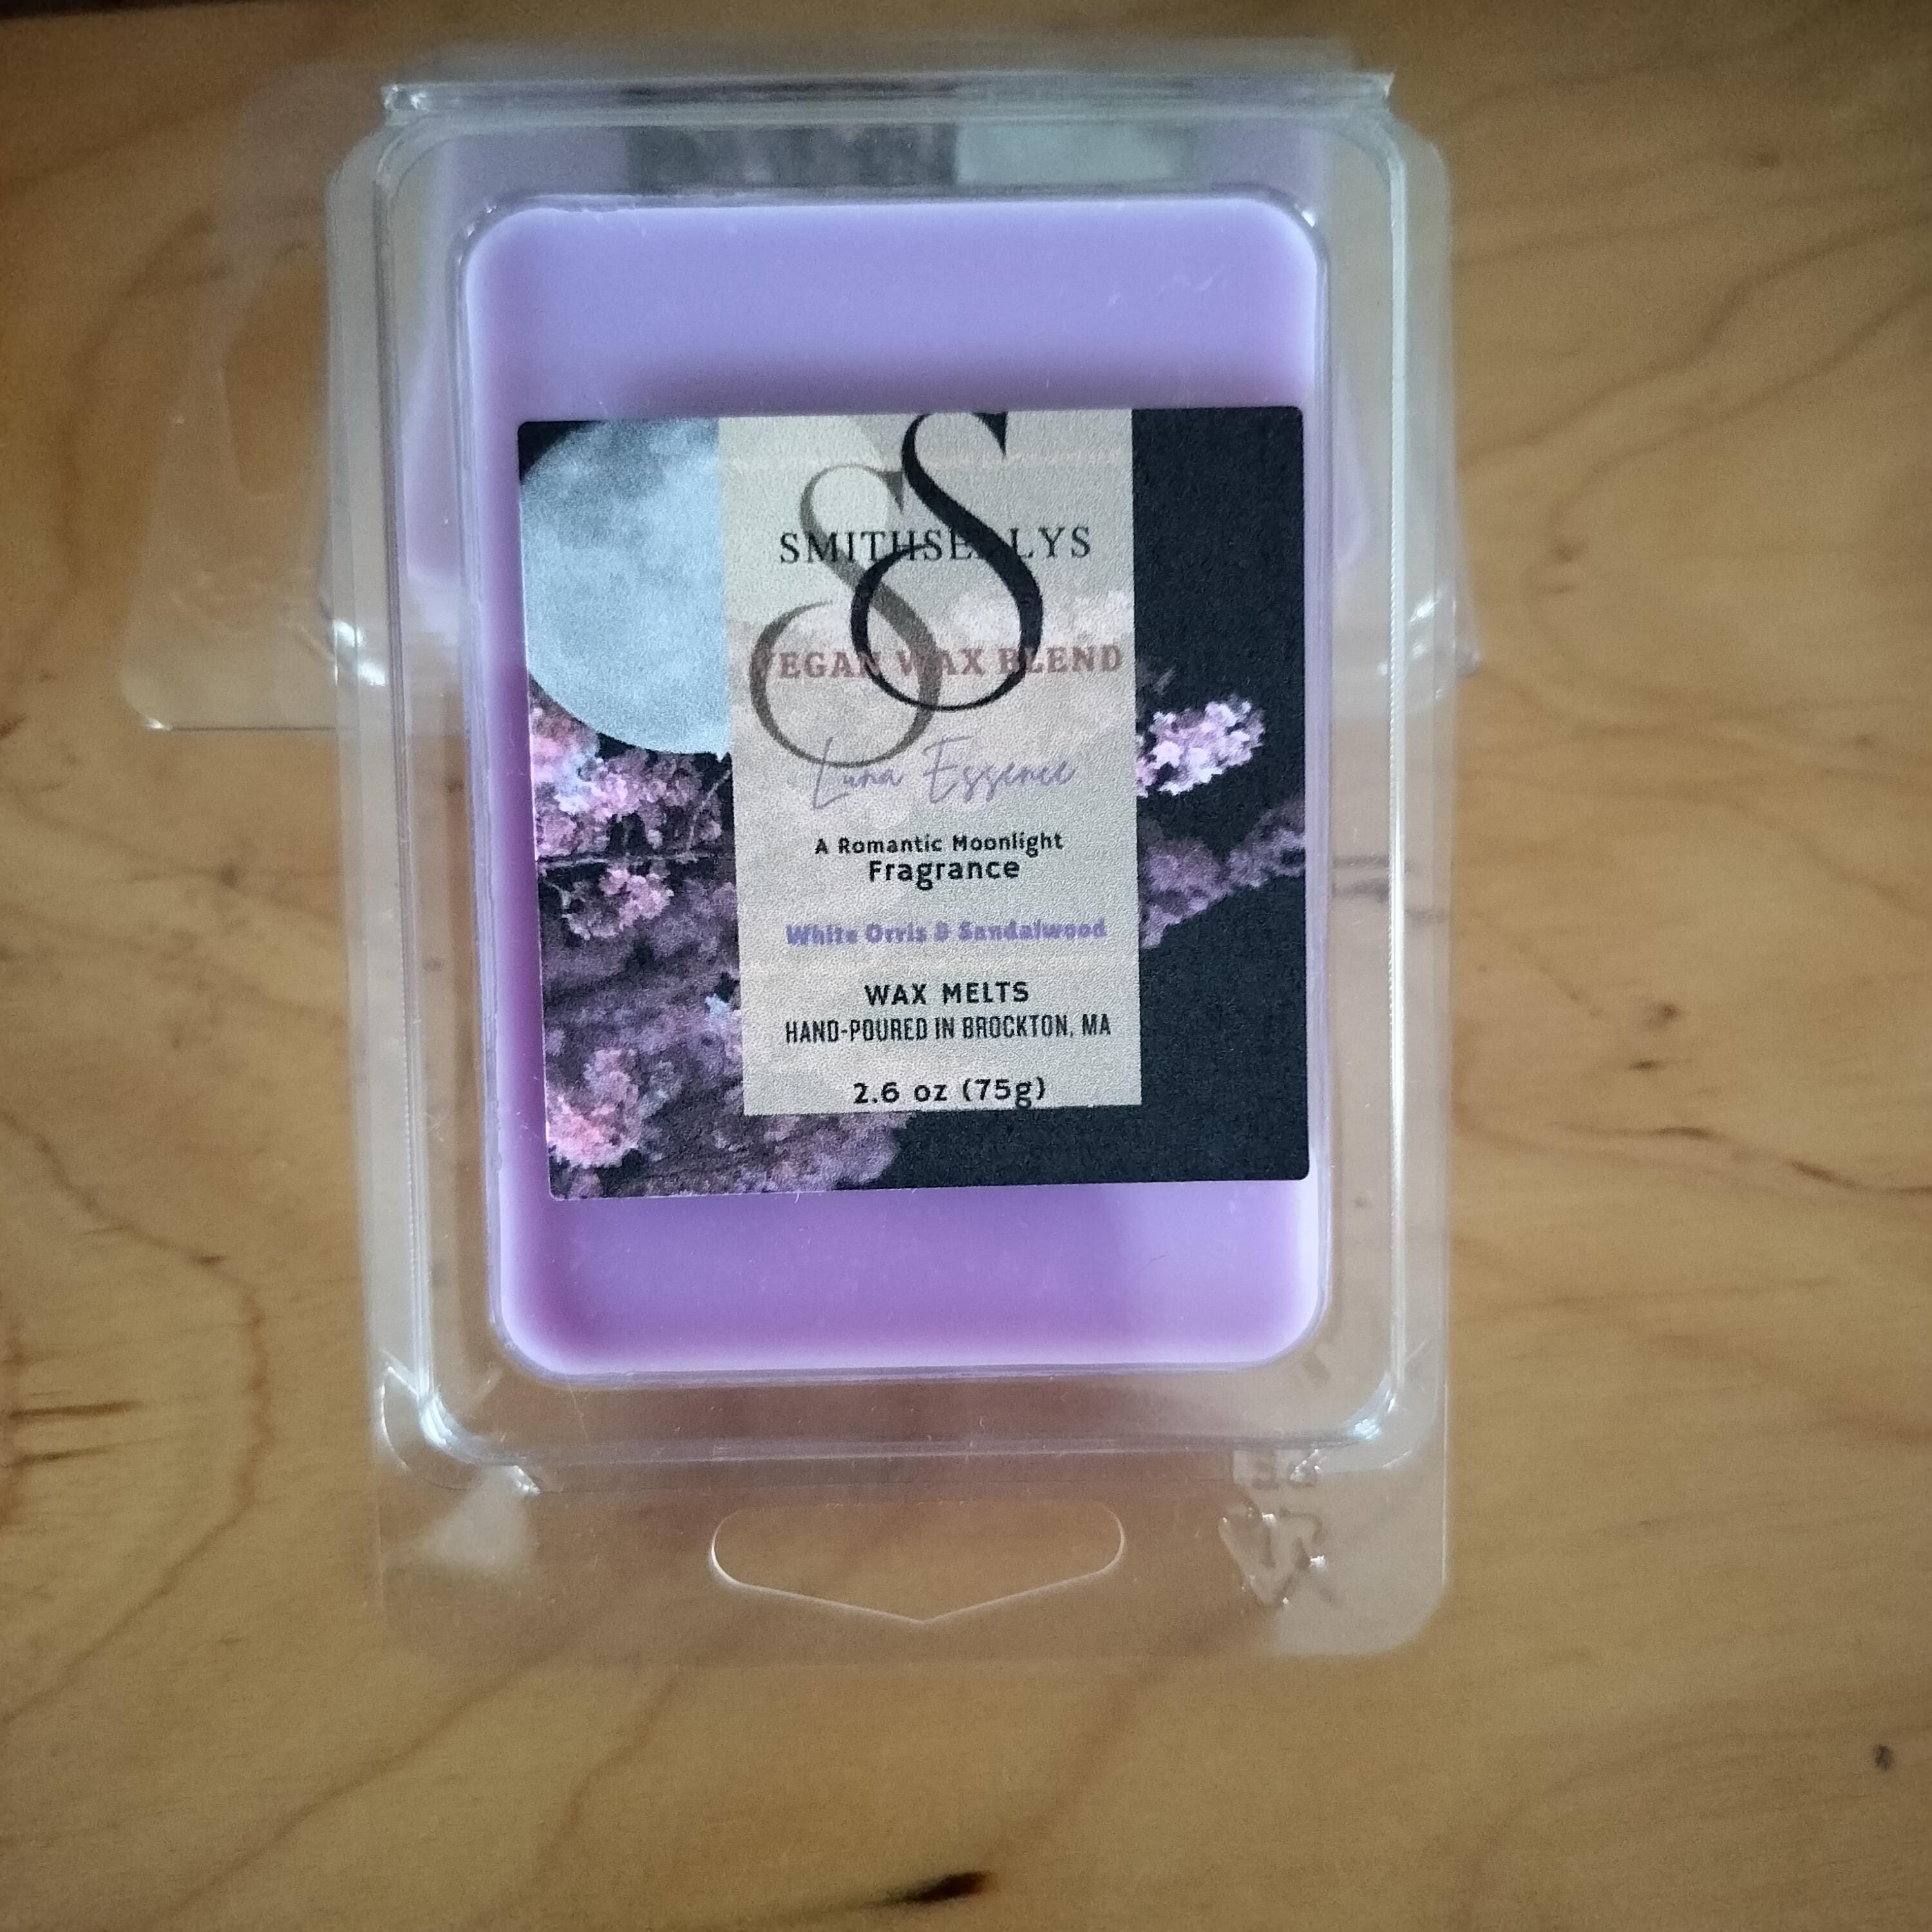 SS
VEGAN WAX BLEND
Luna Essence
A Romantic Moonlight
Fragrance
White Orris & Sandalwood
WAX MELTS
HAND-POURED IN BROCKTON, MA
2.6 oz (75g)